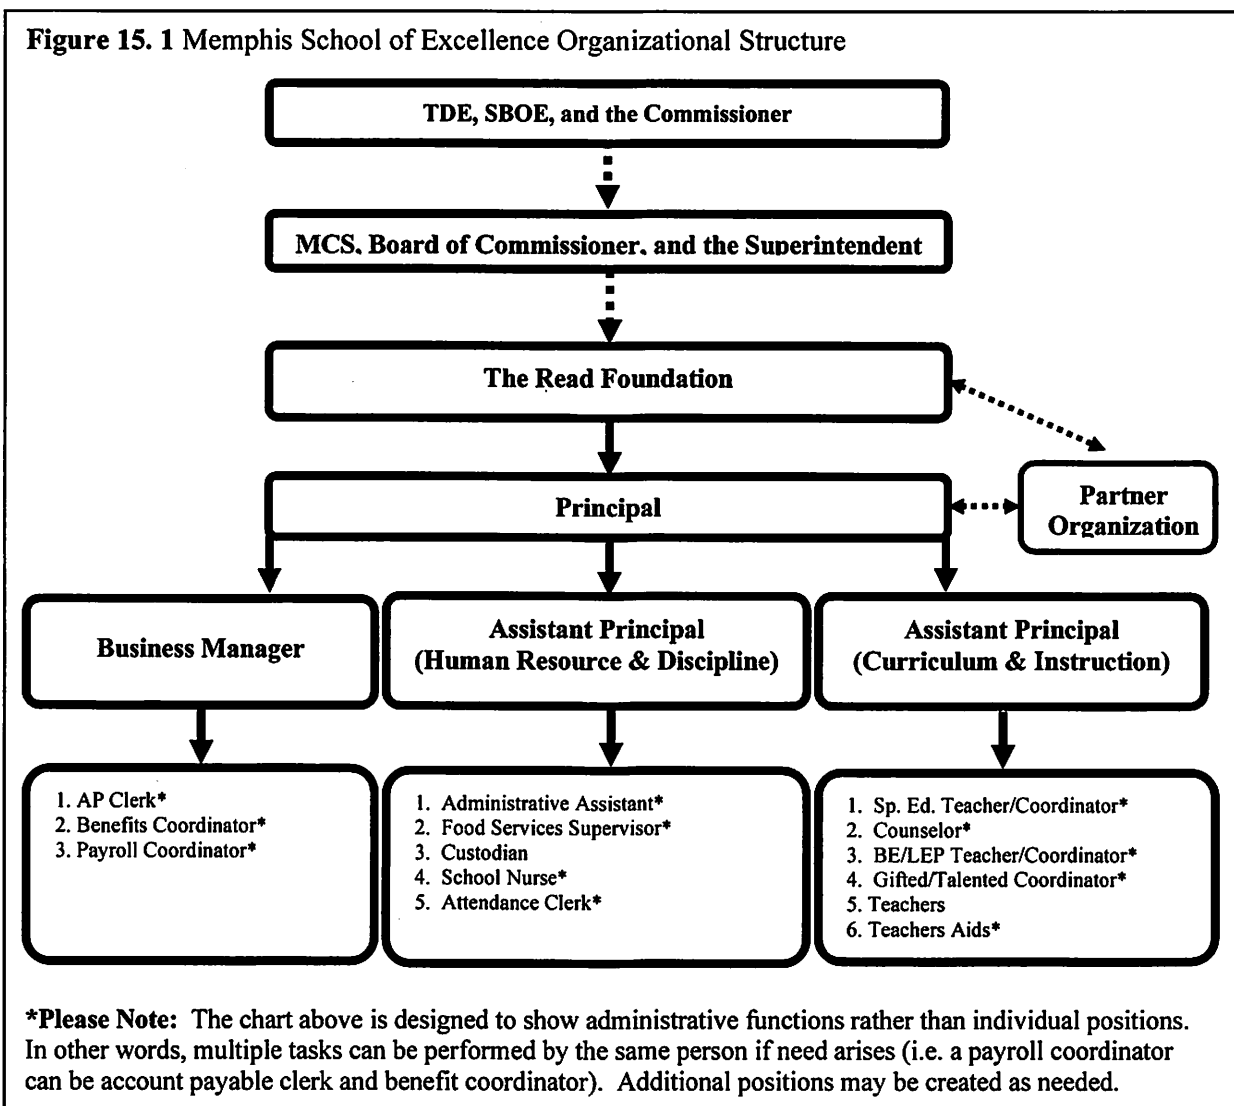 Figure 15. 1 Memphis School of Excellence Organizational Structure
TDE, SBOE, and the Commissioner
MCS, Board of Commissioner, and the Superintendent
The Read Foundation
Principal
Partner
Organization
Business Manager
Assistant Principal
(Human Resource & Discipline)
Assistant Principal
(Curriculum & Instruction)
1. AP Clerk*
2. Benefits Coordinator*
3. Payroll Coordinator*
1. Administrative Assistant*
2. Food Services Supervisor*
3. Custodian
4. School Nurse*
5. Attendance Clerk*
1. Sp. Ed. Teacher/Coordinator*
2. Counselor*
3. BE/LEP Teacher/Coordinator*
4. Gifted/Talented Coordinator*
5. Teachers
6. Teachers Aids*
*Please Note: The chart above is designed to show administrative functions rather than individual positions.
In other words, multiple tasks can be performed by the same person if need arises (i.e. a payroll coordinator
can be account payable clerk and benefit coordinator). Additional positions may be created as needed.